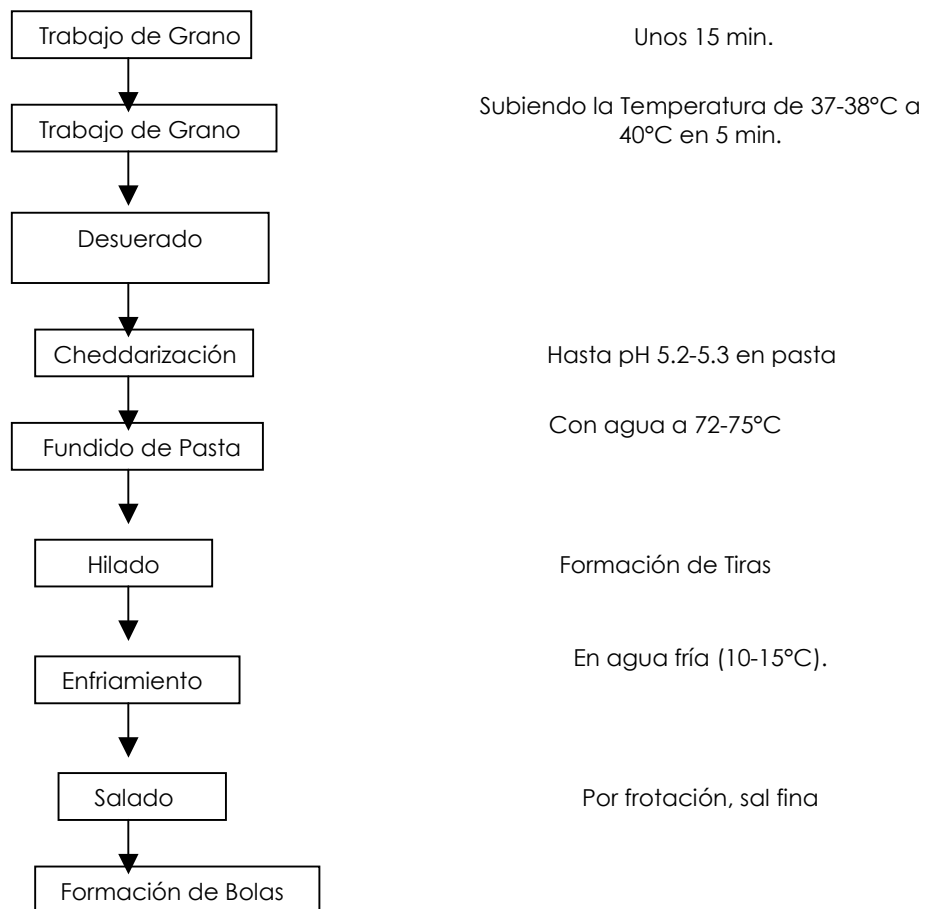 Trabajo de Grano
Unos 15 min.
Trabajo de Grano
Subiendo la Temperatura de 37-38°C a
40°C en 5 min.
Desuerado
Cheddarización
Hasta pH 5.2-5.3 en pasta
Fundido de Pasta
Con agua a 72-75°C
Hilado
Formación de Tiras
Enfriamiento
En agua fría (10-15°C).
Salado
Por frotación, sal fina
Formación de Bolas